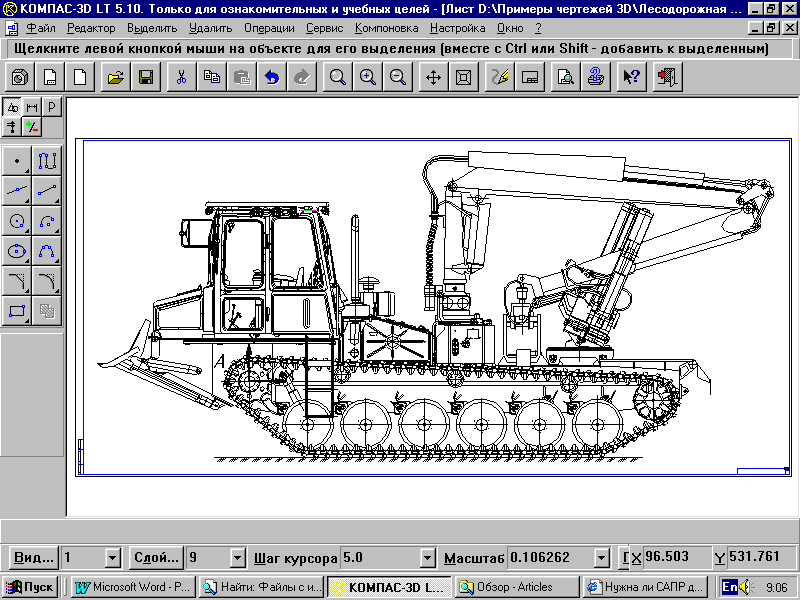 КОМПАС-3D LT 5.10. Только для ознакомительных и учебных целей - [Лист D:\Примеры чертежей 3D\Лесодорожная ...
Файл Редактор Выделить Удалить Операции Сервис Компоновка Настройка Окно ?
Щелкните левой кнопкой мыши на объекте для его выделения (вместе с Ctrl или Shift - добавить к выделенным)
P
A
Вид... 1 Слой... 9 Шаг курсора 5.0 Масштаб 0.106262 X 96.503 Y 531.761
Пуск Microsoft Word - Р... Найти: Файлы с и... КОМПАС-3D L... Обзор - Articles Нужна ли САПР д... En 9:06